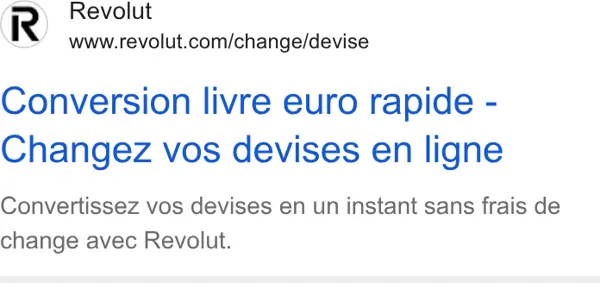 Revolut
www.revolut.com/change/devise
Conversion livre euro rapide -
Changez vos devises en ligne
Convertissez vos devises en un instant sans frais de
change avec Revolut.